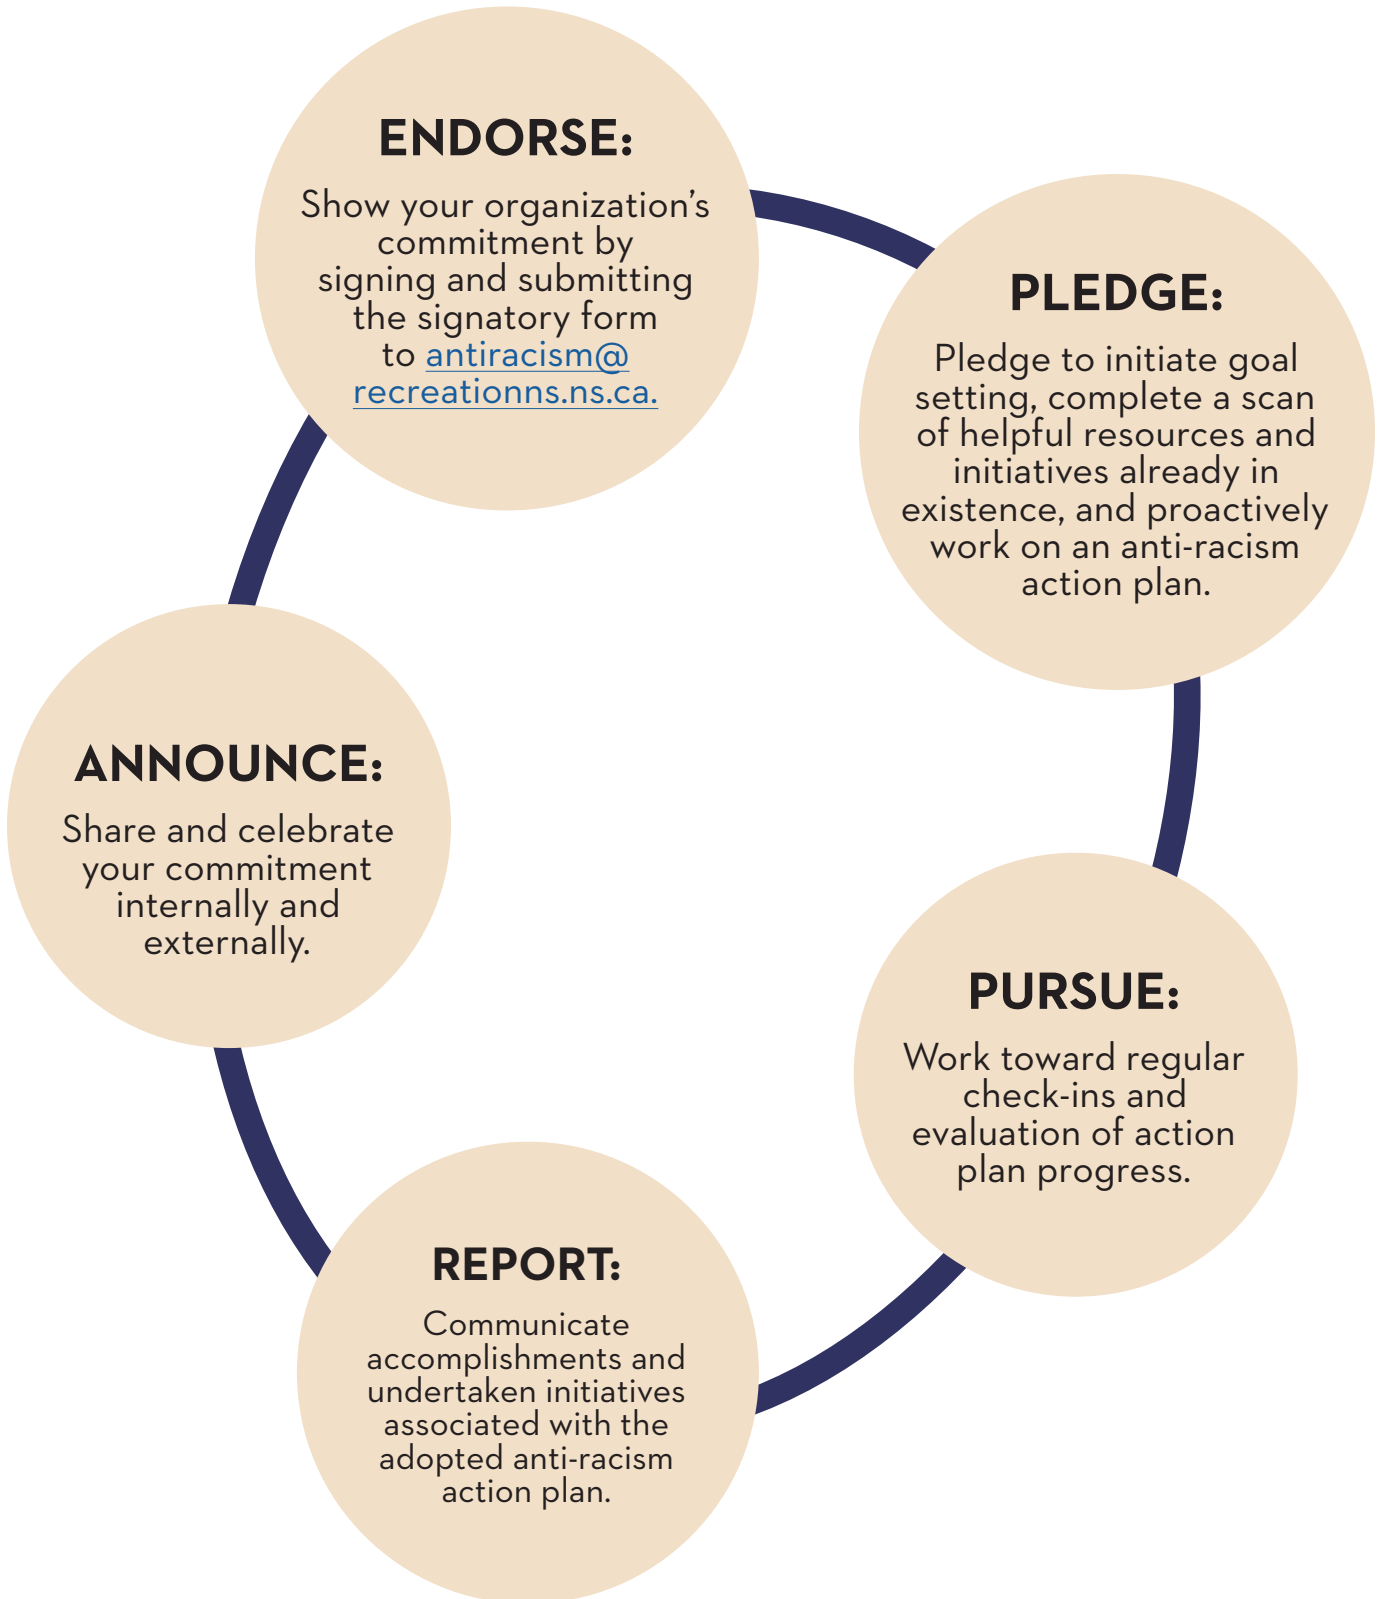 ENDORSE:
Show your organization’s
commitment by
signing and submitting
the signatory form
to antiracism@
recreationns.ns.ca.
PLEDGE:
Pledge to initiate goal
setting, complete a scan
of helpful resources and
initiatives already in
existence, and proactively
work on an anti-racism
action plan.
PURSUE:
Work toward regular
check-ins and
evaluation of action
plan progress.
REPORT:
Communicate
accomplishments and
undertaken initiatives
associated with the
adopted anti-racism
action plan.
ANNOUNCE:
Share and celebrate
your commitment
internally and
externally.